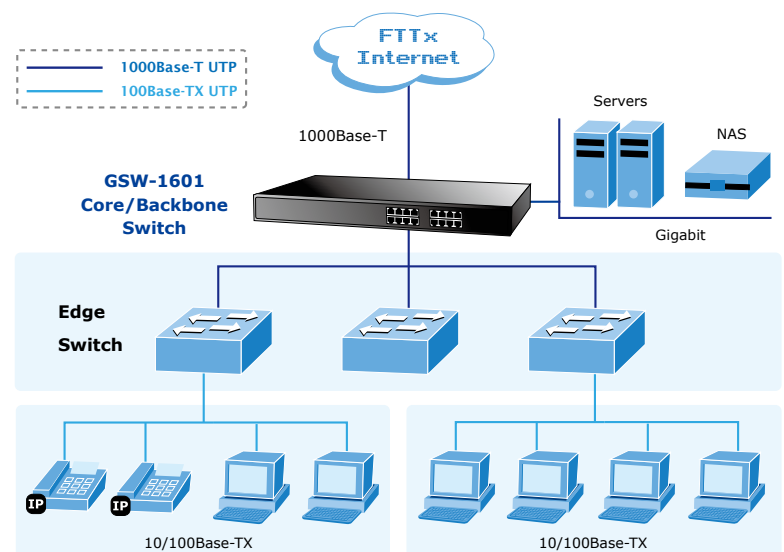 FTTx
Internet
1000Base-T UTP
100Base-TX UTP
Servers
NAS
1000Base-T
GSW-1601
Core/Backbone
Switch
Gigabit
Edge
Switch
IP
IP
10/100Base-TX
10/100Base-TX